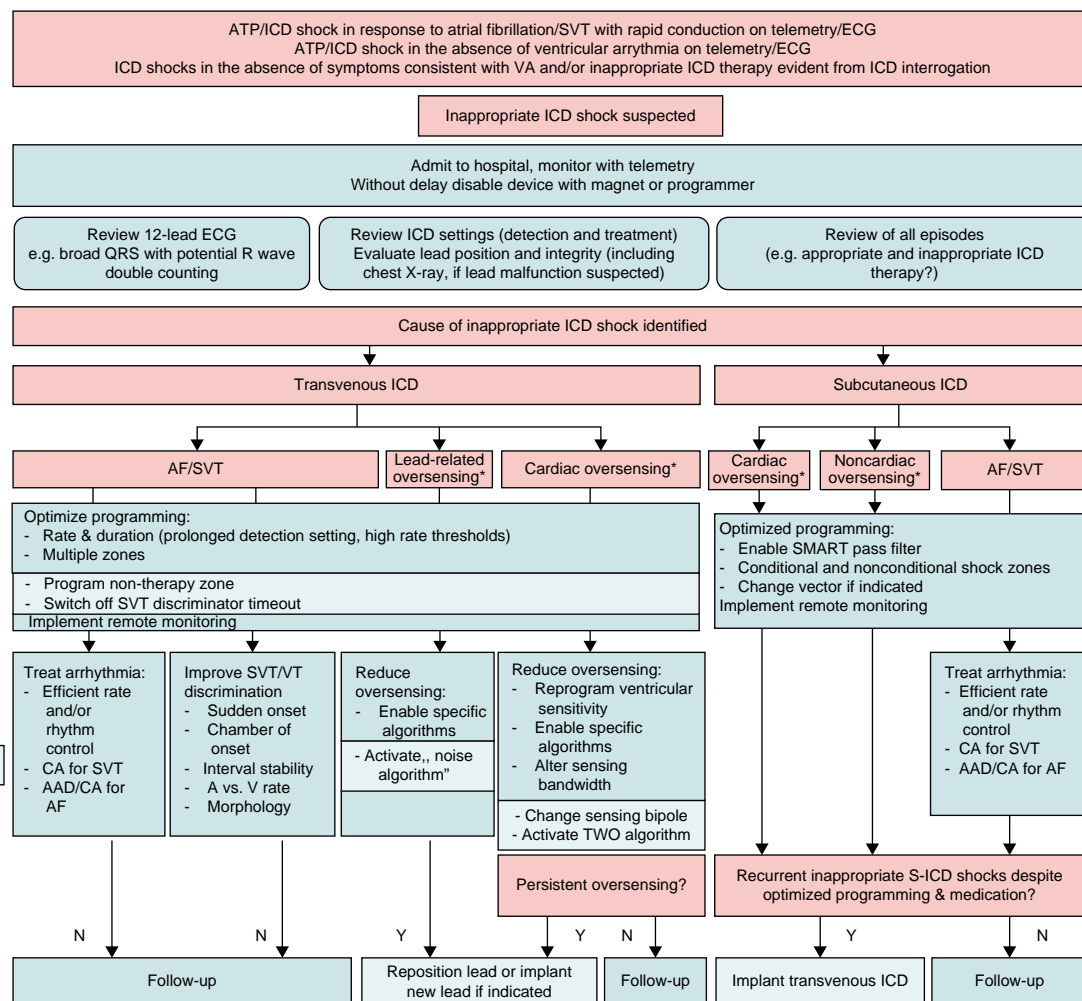 ATP/ICD shock in response to atrial fibrillation/SVT with rapid conduction on telemetry/ECG
ATP/ICD shock in the absence of ventricular arrythmia on telemetry/ECG
ICD shocks in the absence of symptoms consistent with VA and/or inappropriate ICD therapy evident from ICD interrogation
Inappropriate ICD shock suspected
Admit to hospital, monitor with telemetry
Without delay disable device with magnet or programmer
Review 12-lead ECG
e.g. broad QRS with potential R wave
double counting
Review ICD settings (detection and treatment)
Evaluate lead position and integrity (including
chest X-ray, if lead malfunction suspected)
Review of all episodes
(e.g. appropriate and inappropriate ICD
therapy?)
Cause of inappropriate ICD shock identified
Transvenous ICD
Subcutaneous ICD
AF/SVT
Lead-related
oversensing*
Cardiac oversensing*
Cardiac
oversensing*
Noncardiac
oversensing*
AF/SVT
Optimize programming:
- Rate & duration (prolonged detection setting, high rate thresholds)
- Multiple zones
- Program non-therapy zone
- Switch off SVT discriminator timeout
Implement remote monitoring
Optimized programming:
- Enable SMART pass filter
- Conditional and nonconditional shock zones
- Change vector if indicated
Implement remote monitoring
Treat arrhythmia:
- Efficient rate
and/or
rhythm
control
- CA for SVT
- AAD/CA for
AF
Improve SVT/VT
discrimination
- Sudden onset
- Chamber of
onset
- Interval stability
- A vs. V rate
- Morphology
Reduce
oversensing:
- Enable specific
algorithms
- Activate,, noise
algorithm”
Reduce oversensing:
- Reprogram ventricular
sensitivity
- Enable specific
algorithms
- Alter sensing
bandwidth
- Change sensing bipole
- Activate TWO algorithm
Treat arrhythmia:
- Efficient rate
and/or rhythm
control
- CA for SVT
- AAD/CA for AF
Persistent oversensing?
Recurrent inappropriate S-ICD shocks despite
optimized programming & medication?
N
N
Y
Y
N
Y
N
Follow-up
Reposition lead or implant
new lead if indicated
Follow-up
Implant transvenous ICD
Follow-up